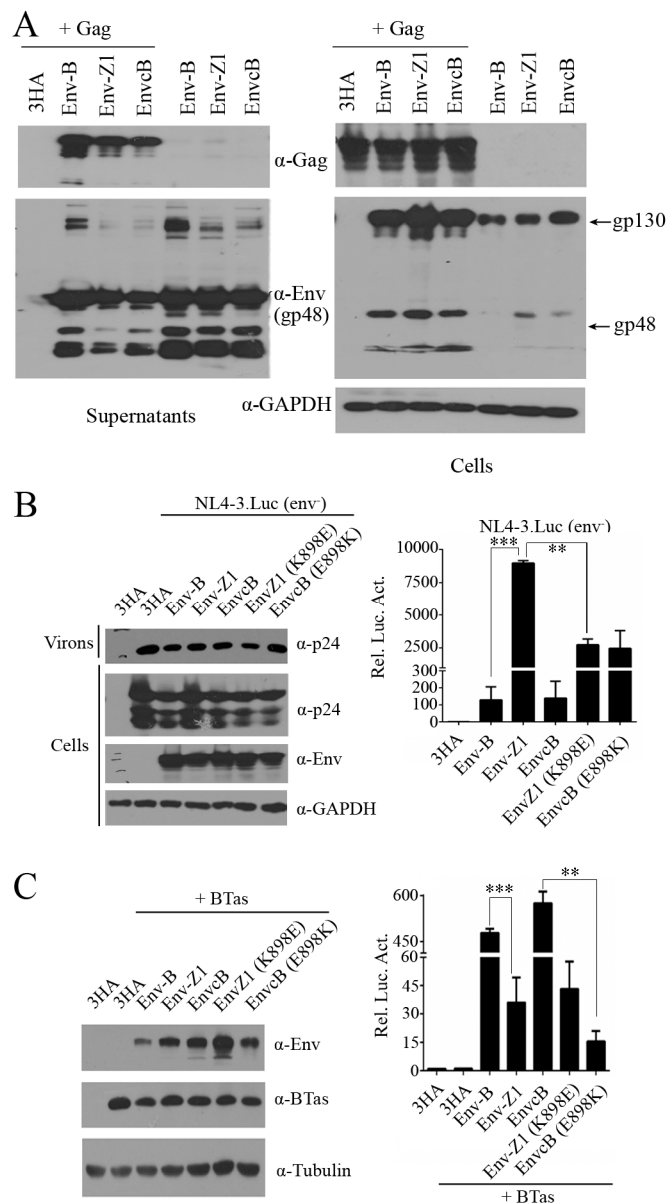 A
+ Gag
3HA
Env-B
Env-Z1
EnvcB
Env-B
Env-Z1
EnvcB
+ Gag
3HA
Env-B
Env-Z1
EnvcB
Env-B
Env-Z1
EnvcB
α-Gag
α-Env
(gp48)
gp130
gp48
α-GAPDH
Supernatants
Cells
B
NL4-3.Luc (env-)
3HA
3HA
Env-B
Env-Z1
EnvcB
EnvZ1 (K898E)
EnvcB (E898K)
Virons
α-p24
Cells
α-p24
α-Env
α-GAPDH
NL4-3.Luc (env-)
Rel. Luc. Act.
10000
7500
5000
2500
300
200
100
0
***
**
3HA
Env-B
Env-Z1
EnvcB
EnvZ1 (K898E)
EnvcB (E898K)
C
+ BTas
3HA
3HA
Env-B
Env-Z1
EnvcB
EnvZ1 (K898E)
EnvcB (E898K)
α-Env
α-BTas
α-Tubulin
Rel. Luc. Act.
600
450
60
45
30
15
0
***
**
3HA
3HA
Env-B
Env-Z1
EnvcB
Env-Z1 (K898E)
EnvcB (E898K)
+ BTas